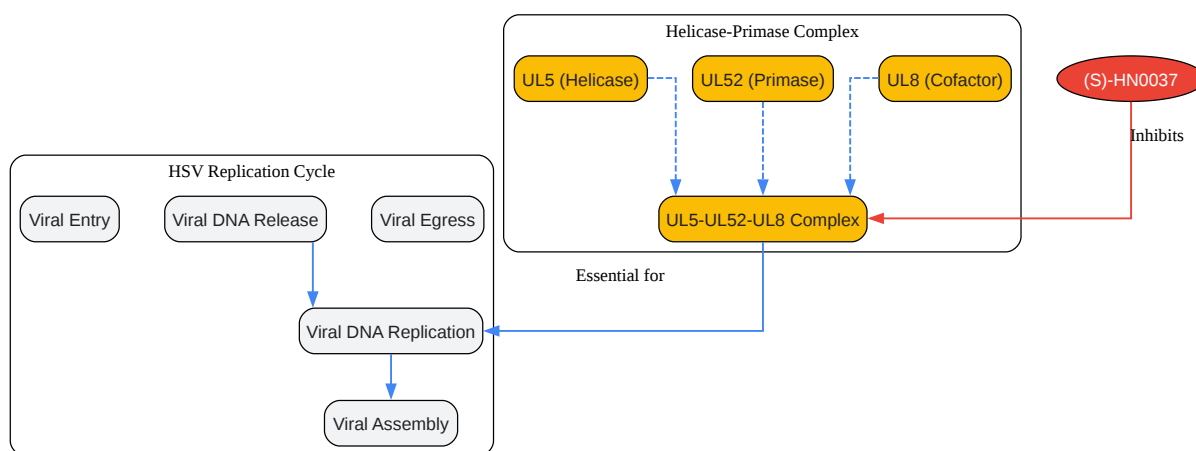 Helicase-Primase Complex
UL5 (Helicase)
UL52 (Primase)
UL8 (Cofactor)
(S)-HN0037
Inhibits
HSV Replication Cycle
Viral Entry
Viral DNA Release
Viral Egress
UL5-UL52-UL8 Complex
Essential for
Viral DNA Replication
Viral Assembly